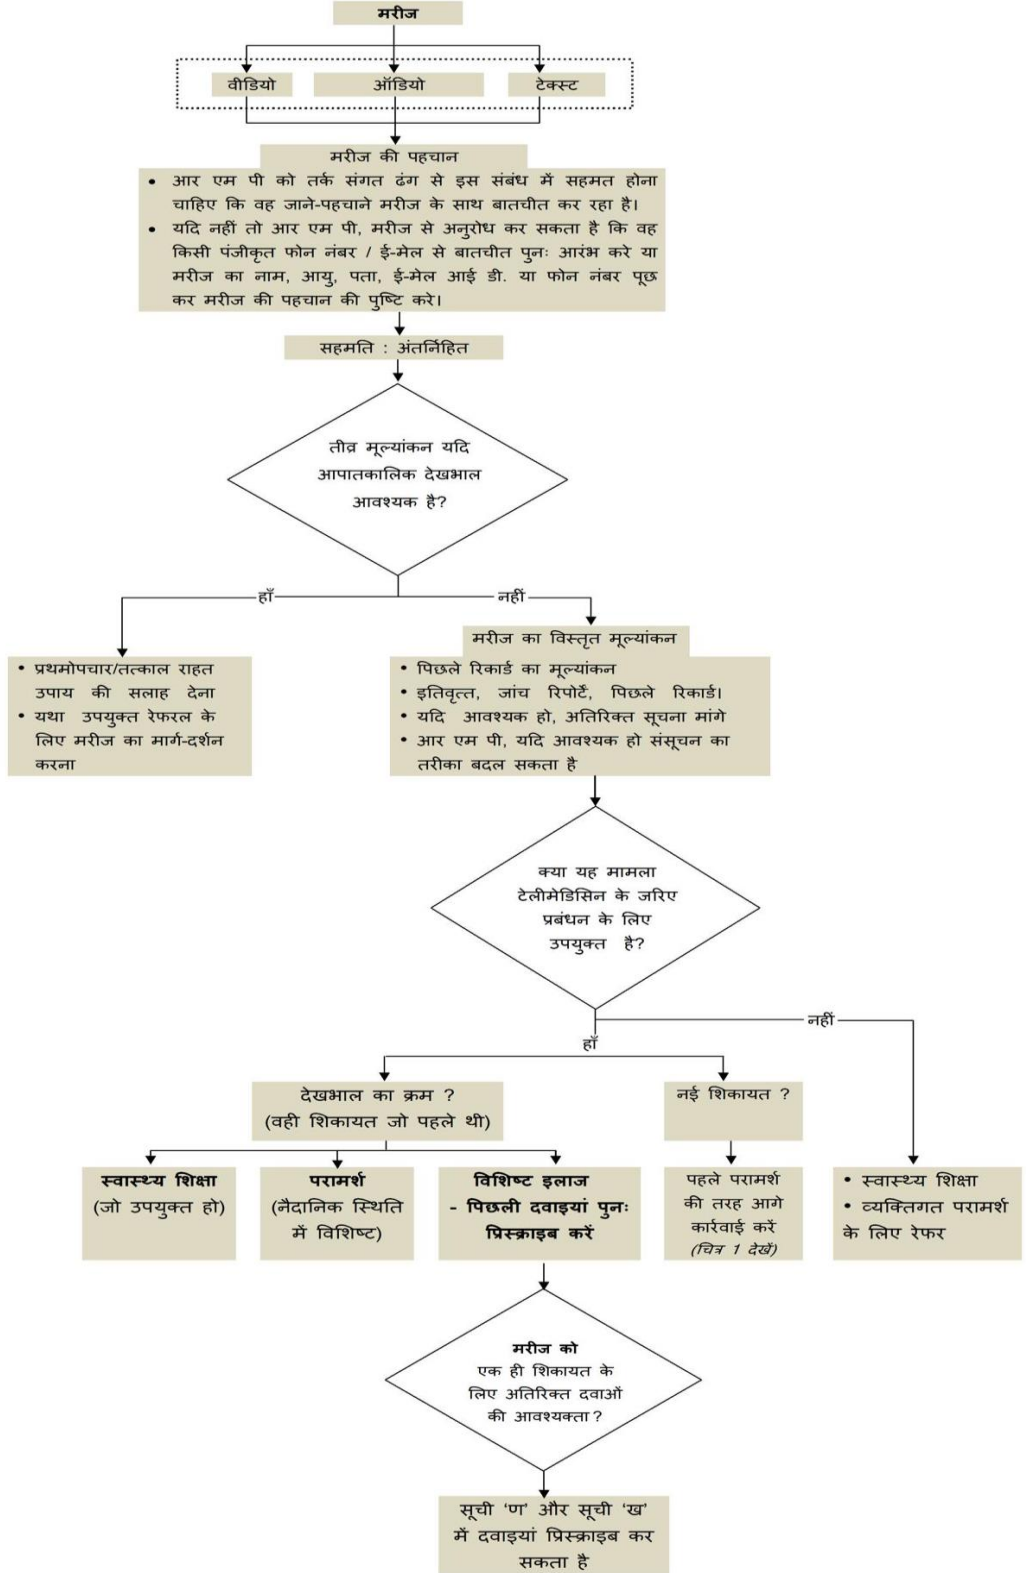 मरीज
वीडियो
ऑडियो
टेक्स्ट
मरीज की पहचान
• आर एम पी को तर्क संगत ढंग से इस संबंध में सहमत होना
चाहिए कि वह जाने-पहचाने मरीज के साथ बातचीत कर रहा है।
• यदि नहीं तो आर एम पी, मरीज से अनुरोध कर सकता है कि वह
किसी पंजीकृत फोन नंबर / ई-मेल से बातचीत पुनः आरंभ करे या
मरीज का नाम, आयु, पता, ई-मेल आई डी. या फोन नंबर पूछ
कर मरीज की पहचान की पुष्टि करे।
सहमति : अंतर्निहित
तीव्र मूल्यांकन यदि
आपातकालिक देखभाल
आवश्यक है?
हाँ
नहीं
• प्रथमोपचार/तत्काल राहत
उपाय की सलाह देना
• यथा उपयुक्त रेफरल के
लिए मरीज का मार्ग-दर्शन
करना
मरीज का विस्तृत मूल्यांकन
• पिछले रिकार्ड का मूल्यांकन
• इतिवृत्त, जांच रिपोर्टें, पिछले रिकार्ड।
• यदि आवश्यक हो, अतिरिक्त सूचना मांगे
• आर एम पी, यदि आवश्यक हो संसूचन का
तरीका बदल सकता है
क्या यह मामला
टेलीमेडिसिन के जरिए
प्रबंधन के लिए
उपयुक्त है?
नहीं
हाँ
देखभाल का क्रम ?
(वही शिकायत जो पहले थी)
नई शिकायत ?
स्वास्थ्य शिक्षा
(जो उपयुक्त हो)
परामर्श
(नैदानिक स्थिति
में विशिष्ट)
विशिष्ट इलाज
- पिछली दवाइयां पुनः
प्रिस्क्राइब करें
पहले परामर्श
की तरह आगे
कार्रवाई करें
(चित्र 1 देखें)
• स्वास्थ्य शिक्षा
• व्यक्तिगत परामर्श
के लिए रेफर
मरीज को
एक ही शिकायत के
लिए अतिरिक्त दवाओं
की आवश्यक्ता?
सूची ‘ण’ और सूची ‘ख’
में दवाइयां प्रिस्क्राइब कर
सकता है